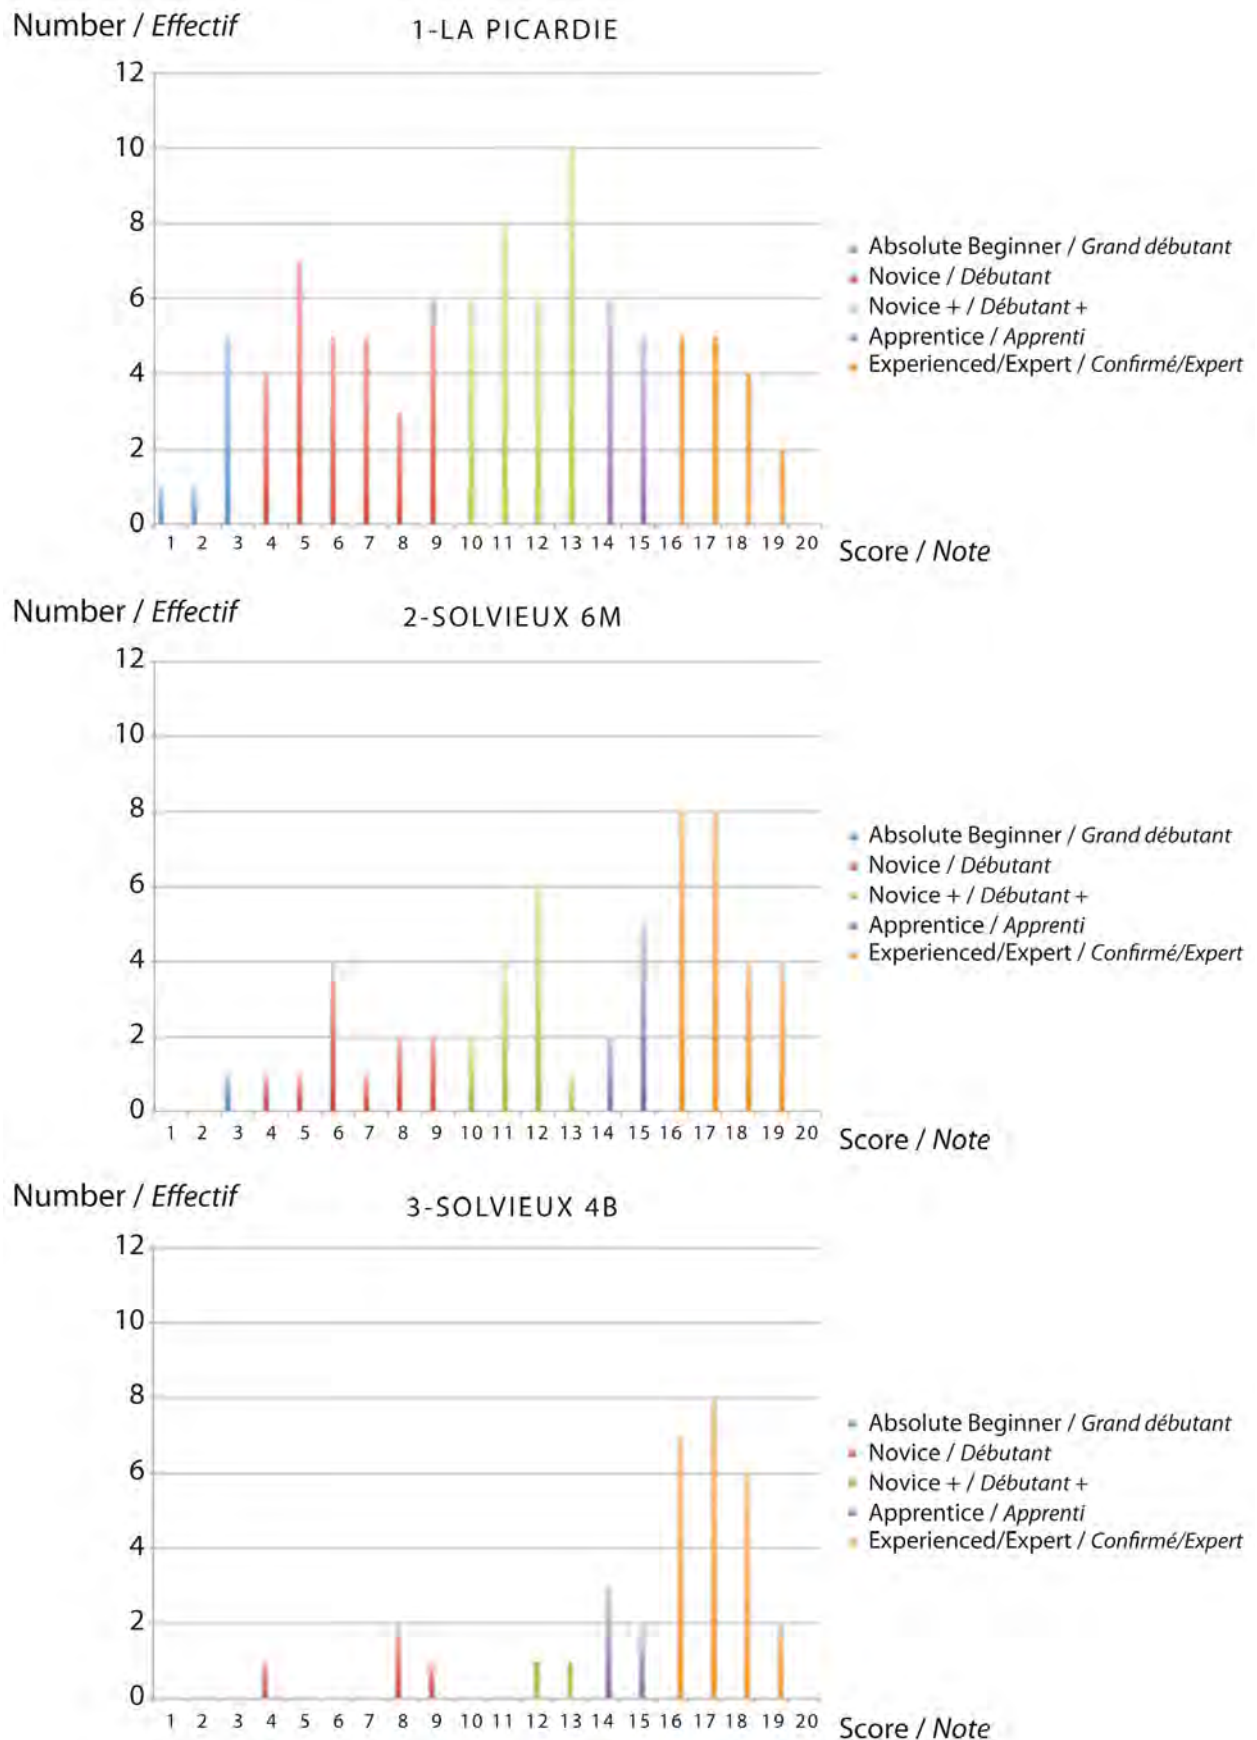 Number / Effectif
1-LA PICARDIE
12
10
8
6
4
2
0
1 2 3 4 5 6 7 8 9 10 11 12 13 14 15 16 17 18 19 20
Score / Note
Absolute Beginner / Grand débutant
Novice / Débutant
Novice + / Débutant +
Apprentice / Apprenti
Experienced/Expert / Confirmé/Expert
Number / Effectif
2-SOLVIEUX 6M
12
10
8
6
4
2
0
1 2 3 4 5 6 7 8 9 10 11 12 13 14 15 16 17 18 19 20
Score / Note
Absolute Beginner / Grand débutant
Novice / Débutant
Novice + / Débutant +
Apprentice / Apprenti
Experienced/Expert / Confirmé/Expert
Number / Effectif
3-SOLVIEUX 4B
12
10
8
6
4
2
0
1 2 3 4 5 6 7 8 9 10 11 12 13 14 15 16 17 18 19 20
Score / Note
Absolute Beginner / Grand débutant
Novice / Débutant
Novice + / Débutant +
Apprentice / Apprenti
Experienced/Expert / Confirmé/Expert